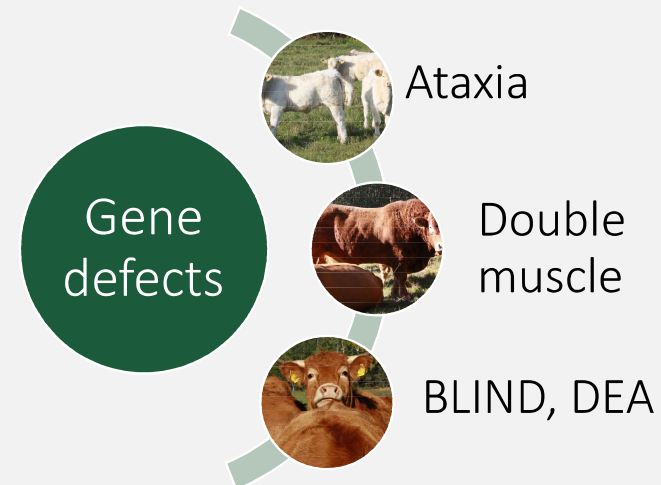 Gene
defects
Ataxia
Double
muscle
BLIND, DEA